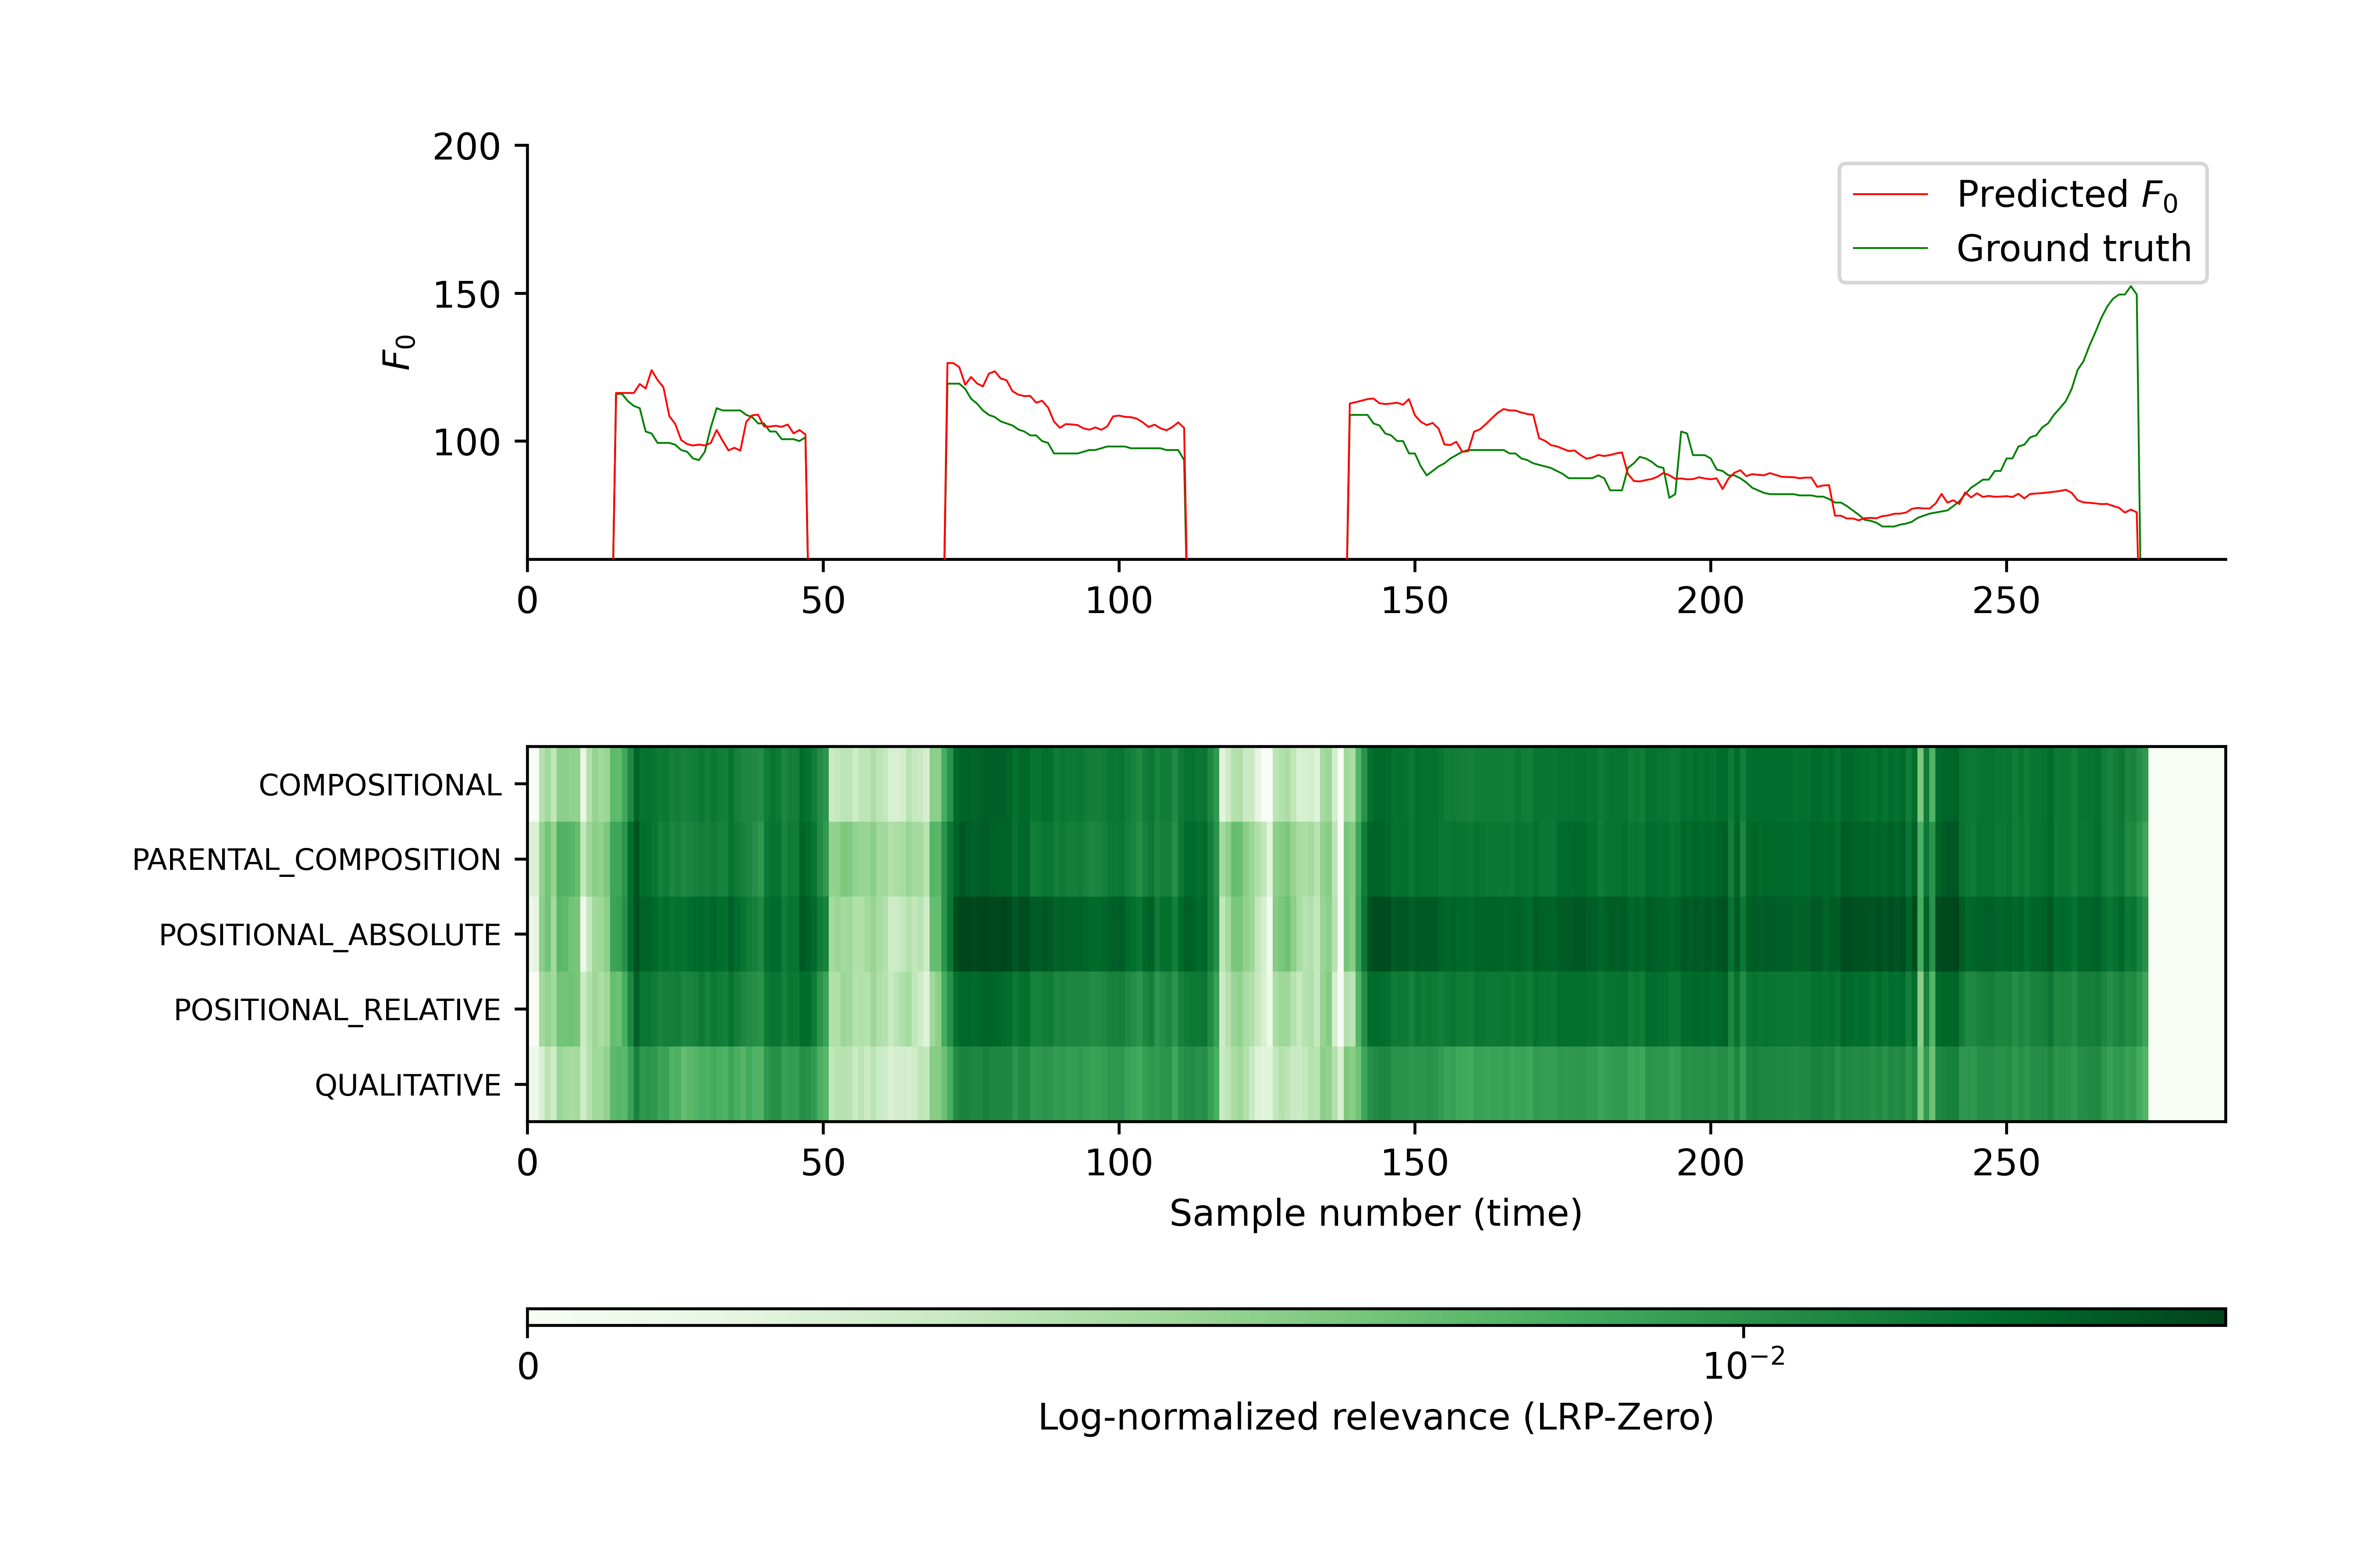 200
150
100
F₀
Predicted F₀
Ground truth
0 50 100 150 200 250
COMPOSITIONAL
PARENTAL_COMPOSITION
POSITIONAL_ABSOLUTE
POSITIONAL_RELATIVE
QUALITATIVE
0 50 100 150 200 250
Sample number (time)
0 10⁻²
Log-normalized relevance (LRP-Zero)